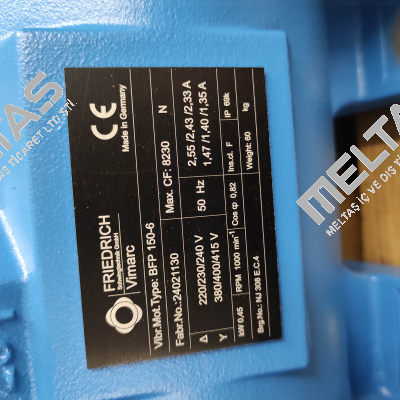 FRIEDRICH
Schwingtechnik GmbH
Vimarc
CE
Made in Germany
Vibr.Mot.Type: BFP 150-6
Fabr.No.:24021130 Max. CF: 8230 N
Δ 220/230/240 V 50 Hz 2,55 /2,43 /2,33 A
Y 380/400/415 V 1,47 /1,40 /1,35 A
kW 0,45 RPM 1000 min-1 Cos φ 0,82 Ins.cl. F IP 69k
Brg.No.: NJ 308 E.C.4 Weight: 60 kg
MELTAŞ
MELTAŞ İÇ VE DIŞ TİCARET LTD ŞTİ